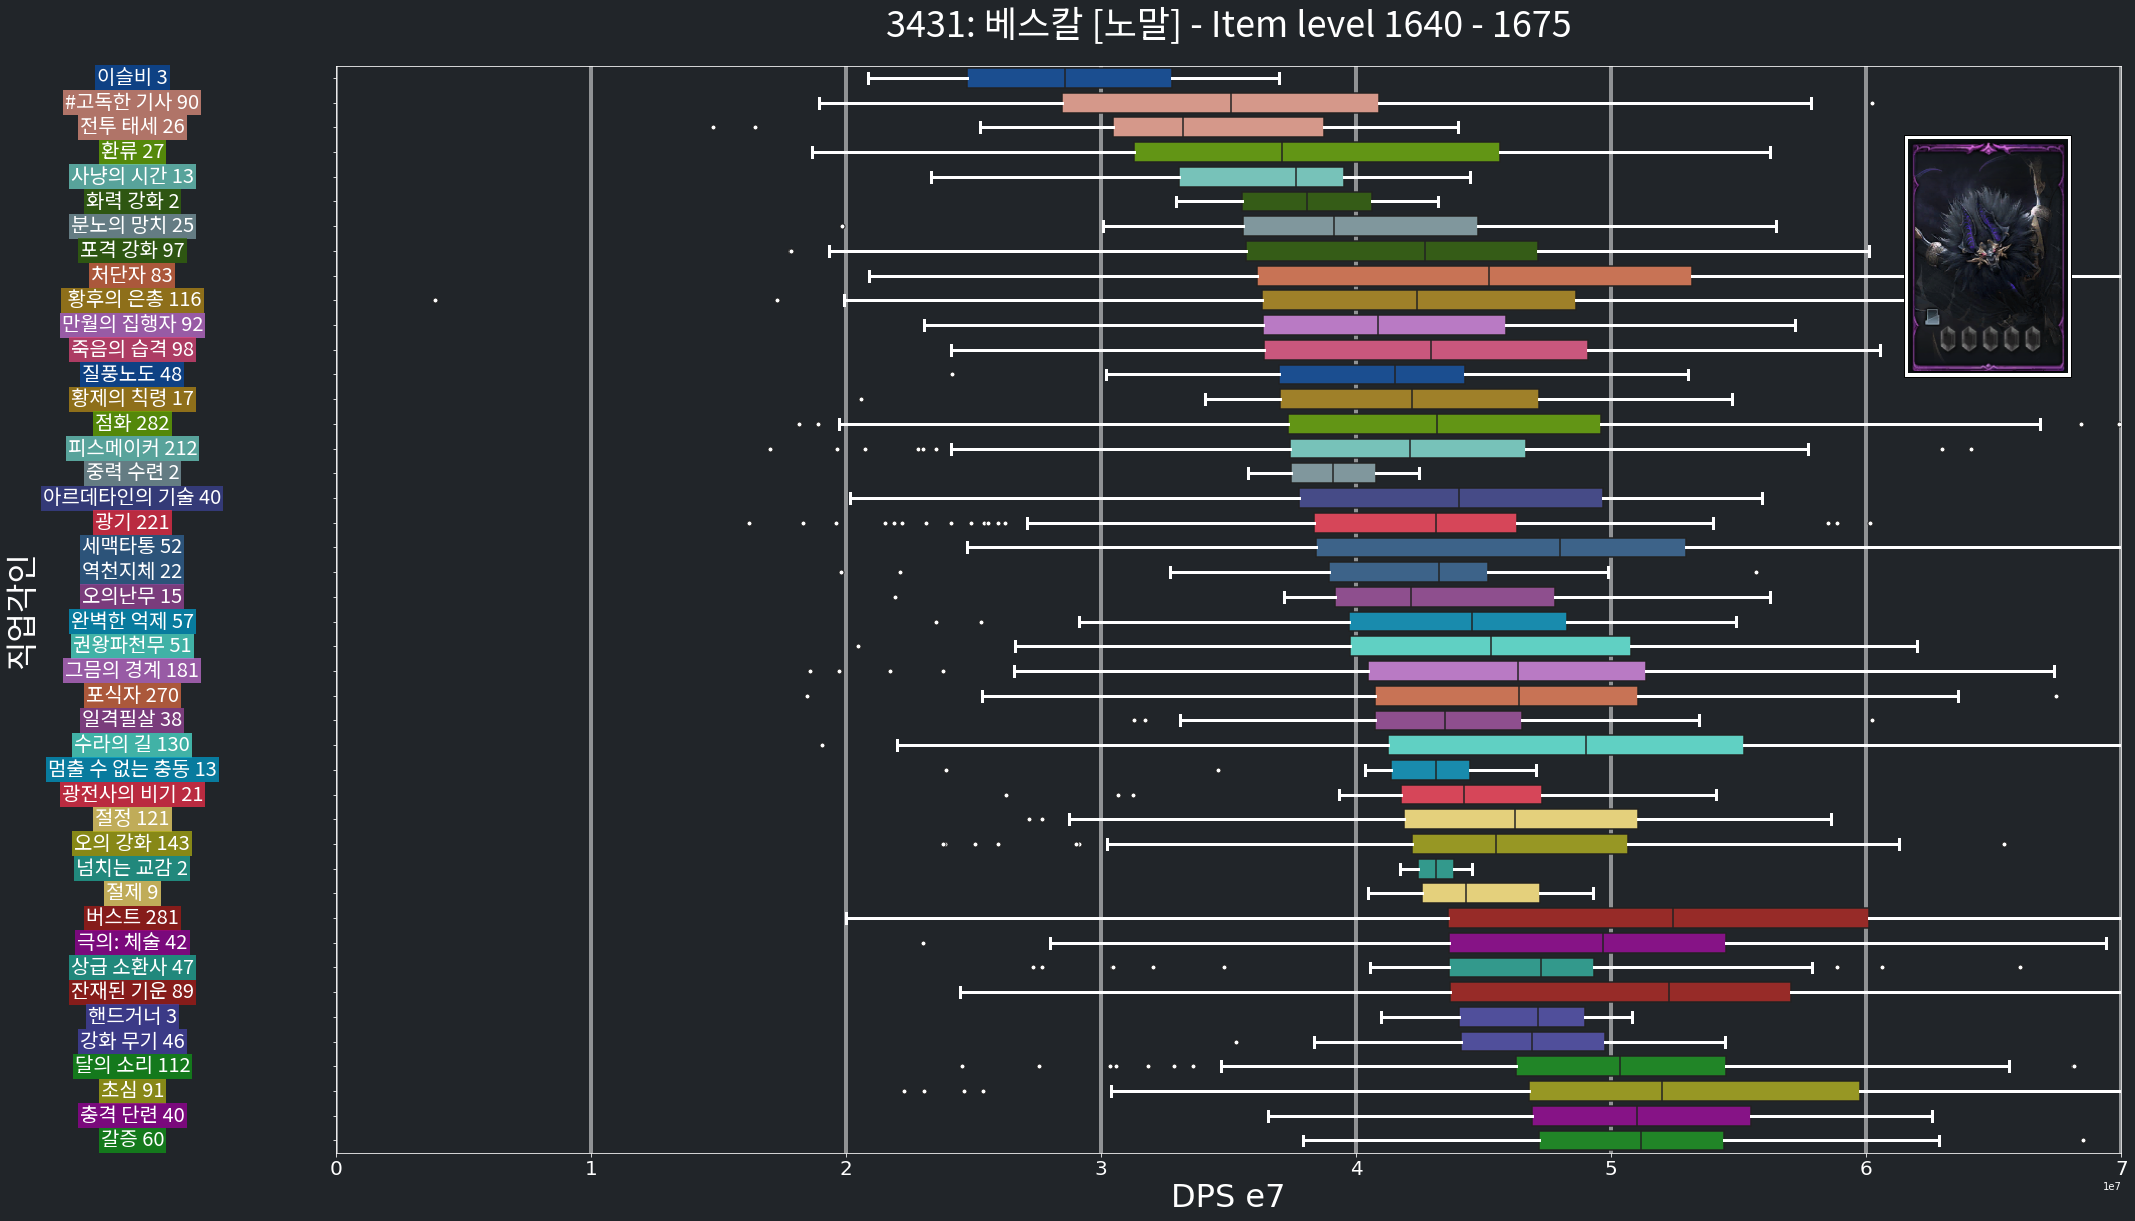 3431: 베스칼 [노말] - Item level 1640 - 1675
이슬비 3
#고독한 기사 90
전투 태세 26
환류 27
사냥의 시간 13
화력 강화 2
분노의 망치 25
포격 강화 97
처단자 83
황후의 은총 116
만월의 집행자 92
죽음의 습격 98
질풍노도 48
황제의 칙령 17
점화 282
피스메이커 212
중력 수련 2
아르데타인의 기술 40
광기 221
세맥타통 52
역천지체 22
오의난무 15
완벽한 억제 57
권왕파천무 51
그믐의 경계 181
포식자 270
일격필살 38
수라의 길 130
멈출 수 없는 충동 13
광전사의 비기 21
절정 121
오의 강화 143
넘치는 교감 2
절제 9
버스트 281
극의: 체술 42
상급 소환사 47
잔재된 기운 89
핸드거너 3
강화 무기 46
달의 소리 112
초심 91
충격 단련 40
갈증 60
직업각인
0 1 2 3 4 5 6 7
1e7
DPS e7